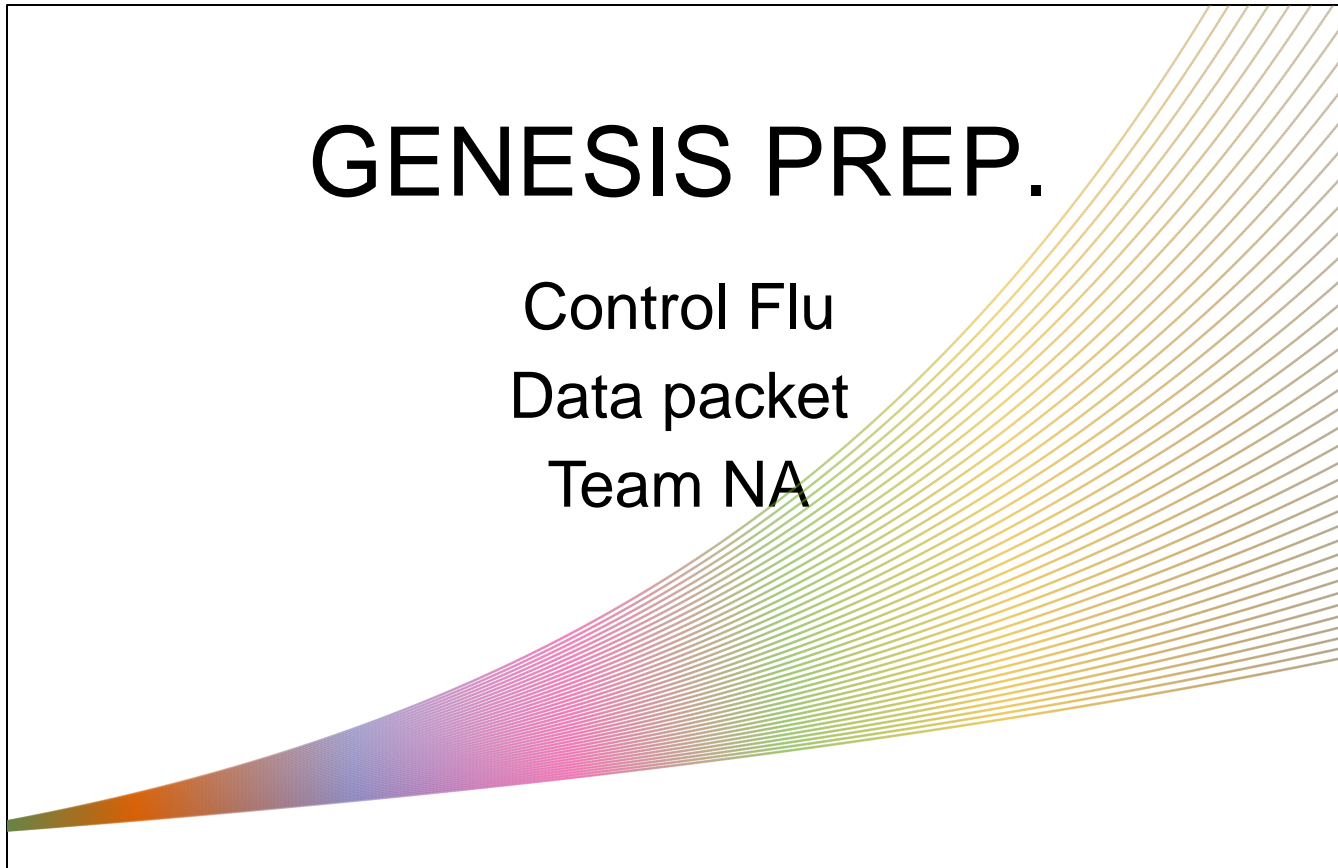 GENESIS PREP.
Control Flu
Data packet
Team NA